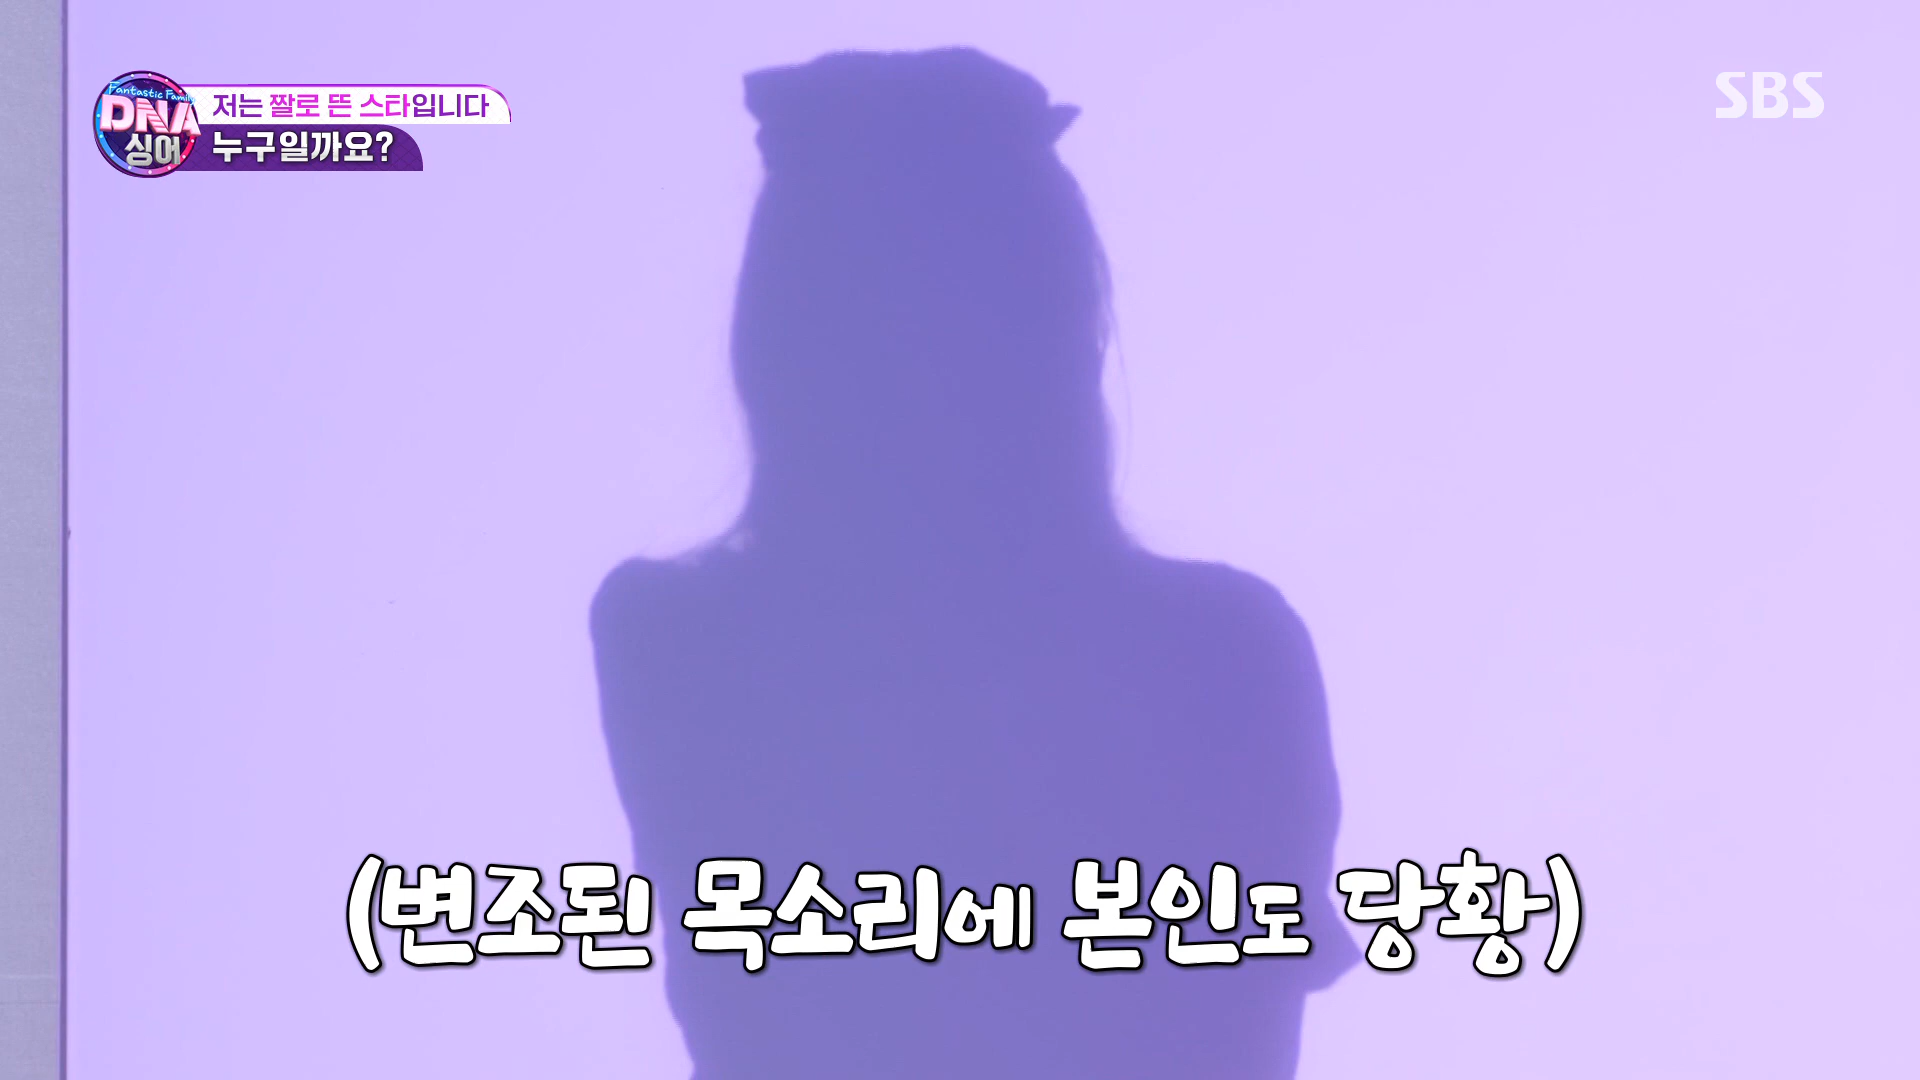 Fantastic Family
DNA
싱어
저는 짤로 뜬 스타입니다
누구일까요?
SBS
(변조된 목소리에 본인도 당황)